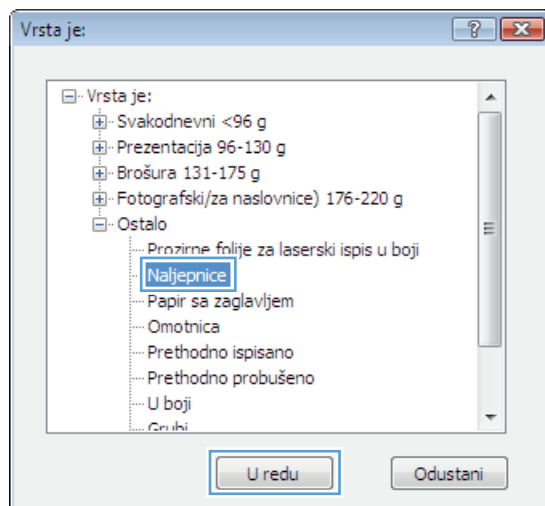 Vrsta je:
Vrsta je:
Svakodnevni <96 g
Prezentacija 96-130 g
Brošura 131-175 g
Fotografski/za naslovnice) 176-220 g
Ostalo
Prozirne folije za laserski ispis u boji
Naljepnice
Papir sa zaglavljem
Omotnica
Prethodno ispisano
Prethodno probušeno
U boji
Grubi
U redu
Odustani